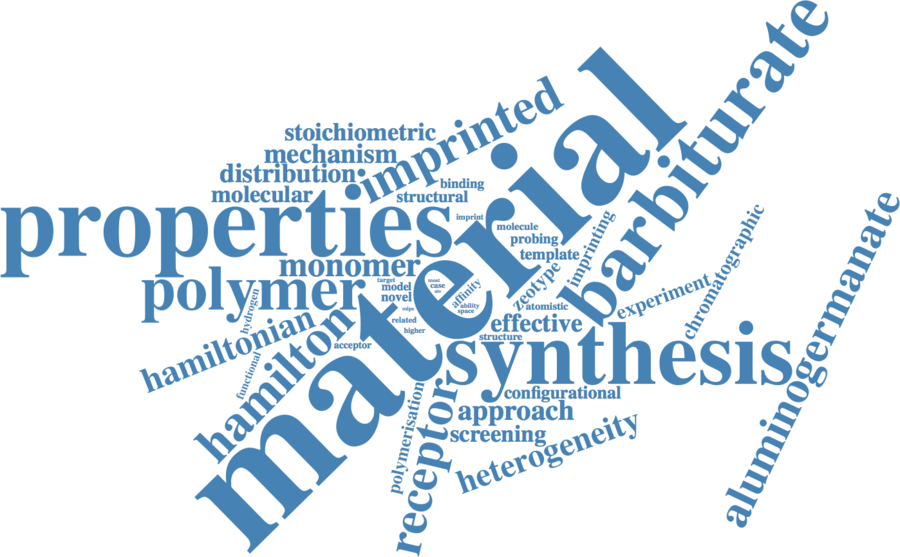 barbiturate
material
imprinted
stoichiometric
mechanism
distribution
molecular
binding
structural
properties
imprint
molecule
probing
template
imprinting
zeotype
monomer
polymer
target
model
novel
most
case
affinity
ability
space
atomistic
related
higher
hydrogen
hamiltonian
hamilton
functional
acceptor
effective
structure
experiment
chromatographic
aluminogermanate
synthesis
configurational
approach
screening
heterogeneity
polymerisation
receptor